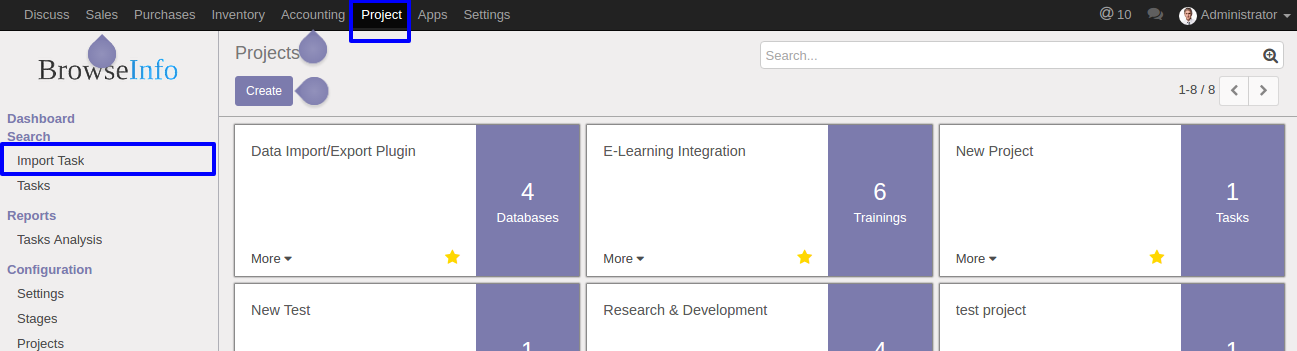 Discuss Sales Purchases Inventory Accounting Project Apps Settings @ 10 Administrator
BrowseInfo
Dashboard
Search
Import Task
Tasks
Reports
Tasks Analysis
Configuration
Settings
Stages
Projects
Projects
Search...
Create
1-8 / 8
Data Import/Export Plugin
4
Databases
More
E-Learning Integration
6
Trainings
More
New Project
1
Tasks
More
New Test
1
Research & Development
4
test project
1